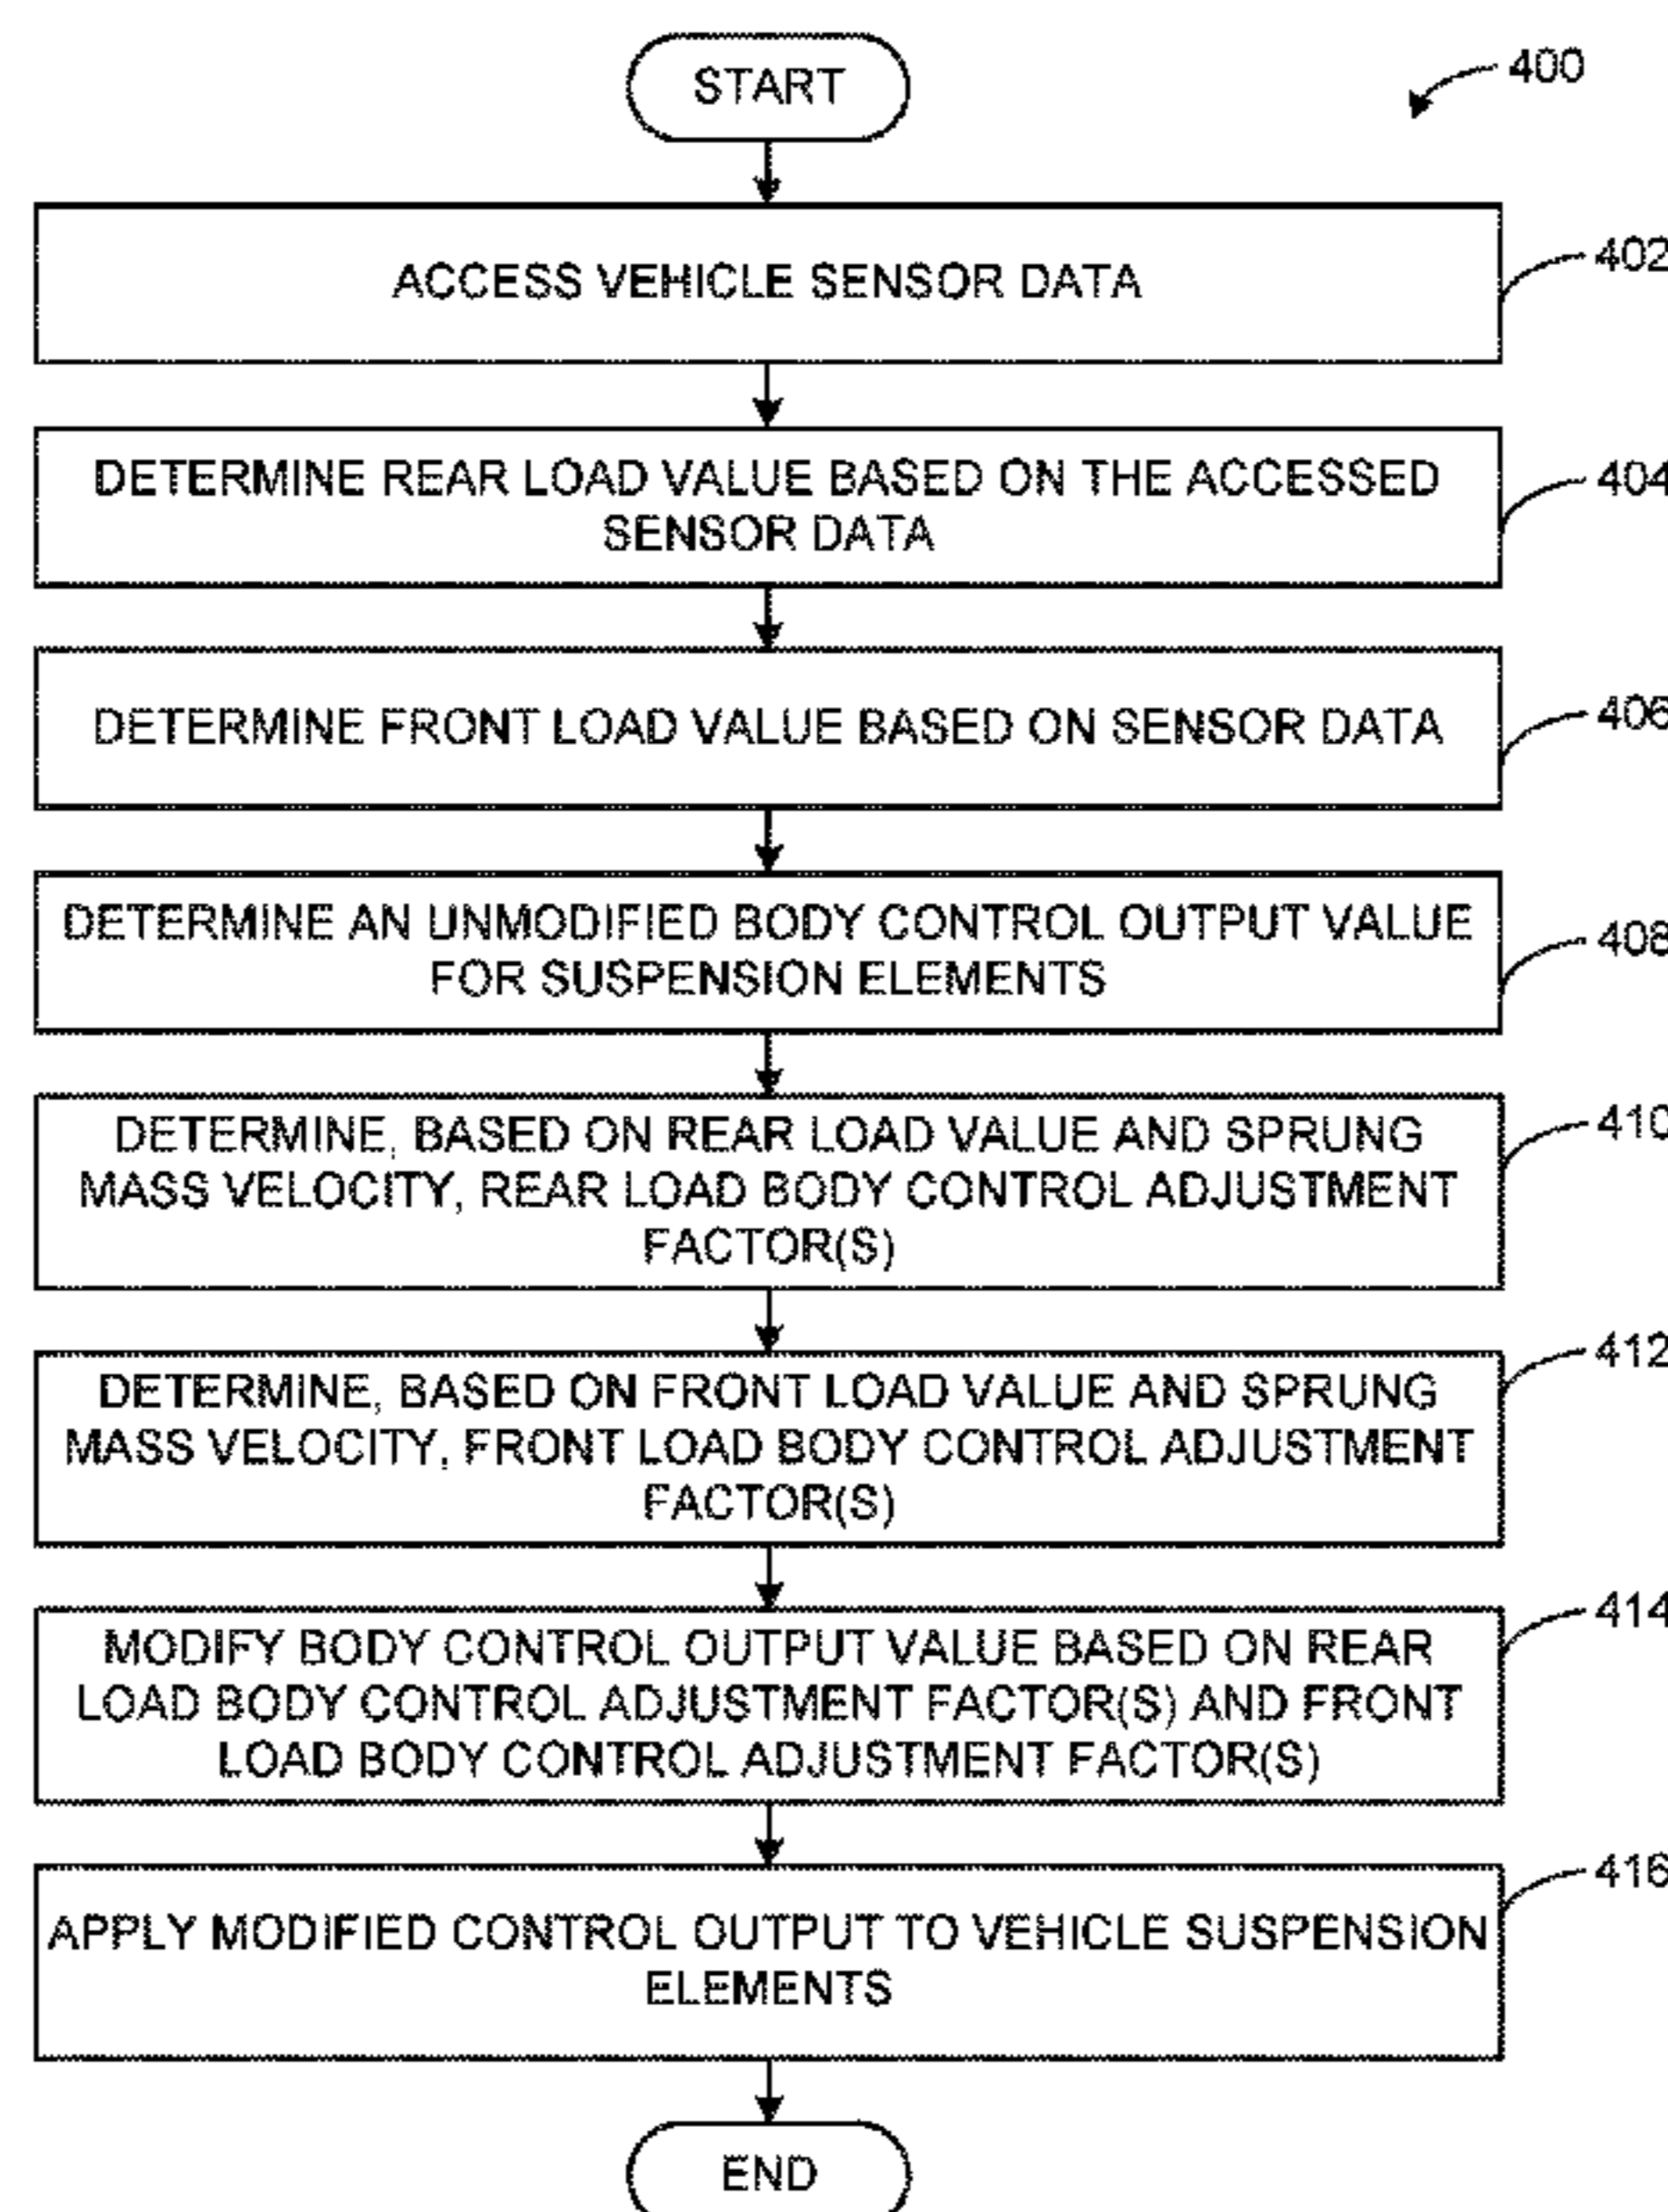 START
400
ACCESS VEHICLE SENSOR DATA
402
DETERMINE REAR LOAD VALUE BASED ON THE ACCESSED
SENSOR DATA
404
DETERMINE FRONT LOAD VALUE BASED ON SENSOR DATA
406
DETERMINE AN UNMODIFIED BODY CONTROL OUTPUT VALUE
FOR SUSPENSION ELEMENTS
408
DETERMINE, BASED ON REAR LOAD VALUE AND SPRUNG
MASS VELOCITY, REAR LOAD BODY CONTROL ADJUSTMENT
FACTOR(S)
410
DETERMINE, BASED ON FRONT LOAD VALUE AND SPRUNG
MASS VELOCITY, FRONT LOAD BODY CONTROL ADJUSTMENT
FACTOR(S)
412
MODIFY BODY CONTROL OUTPUT VALUE BASED ON REAR
LOAD BODY CONTROL ADJUSTMENT FACTOR(S) AND FRONT
LOAD BODY CONTROL ADJUSTMENT FACTOR(S)
414
APPLY MODIFIED CONTROL OUTPUT TO VEHICLE SUSPENSION
ELEMENTS
416
END